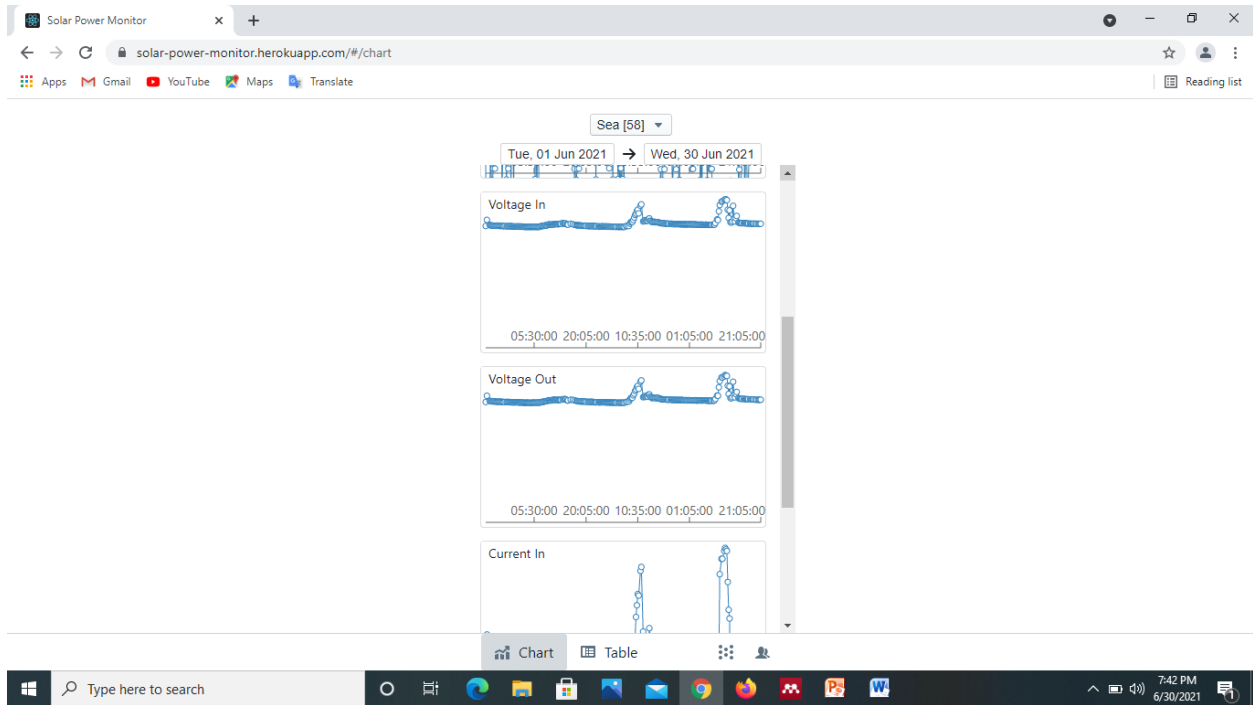 Solar Power Monitor
solar-power-monitor.herokuapp.com/#/chart
Apps Gmail YouTube Maps Translate Reading list
Sea [58]
Tue, 01 Jun 2021 → Wed, 30 Jun 2021
Voltage In
05:30:00 20:05:00 10:35:00 01:05:00 21:05:00
Voltage Out
05:30:00 20:05:00 10:35:00 01:05:00 21:05:00
Current In
Chart Table
Type here to search
7:42 PM
6/30/2021